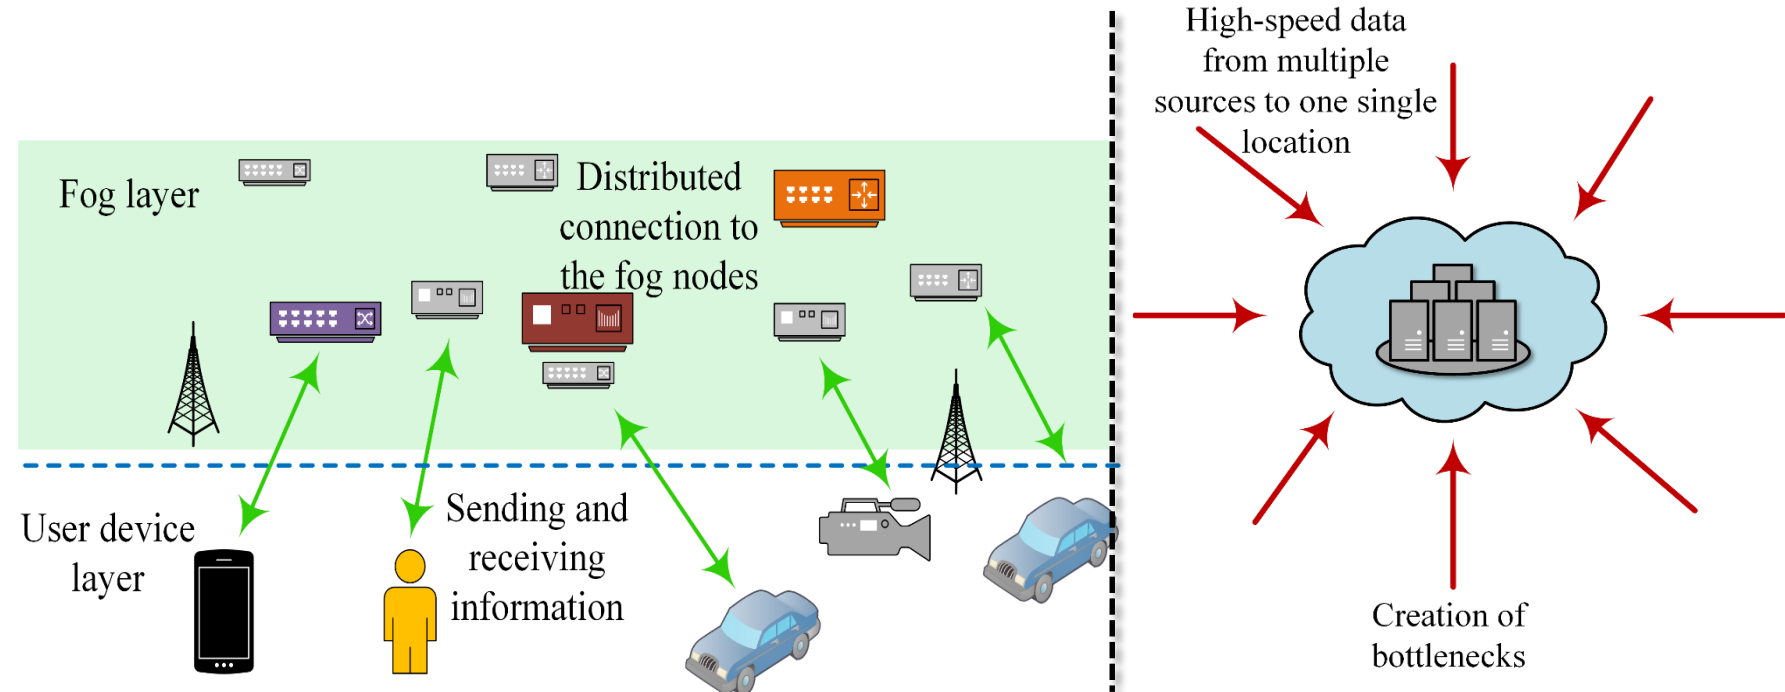 Fog layer
Distributed
connection to
the fog nodes
User device
layer
Sending and
receiving
information
High-speed data
from multiple
sources to one single
location
Creation of
bottlenecks